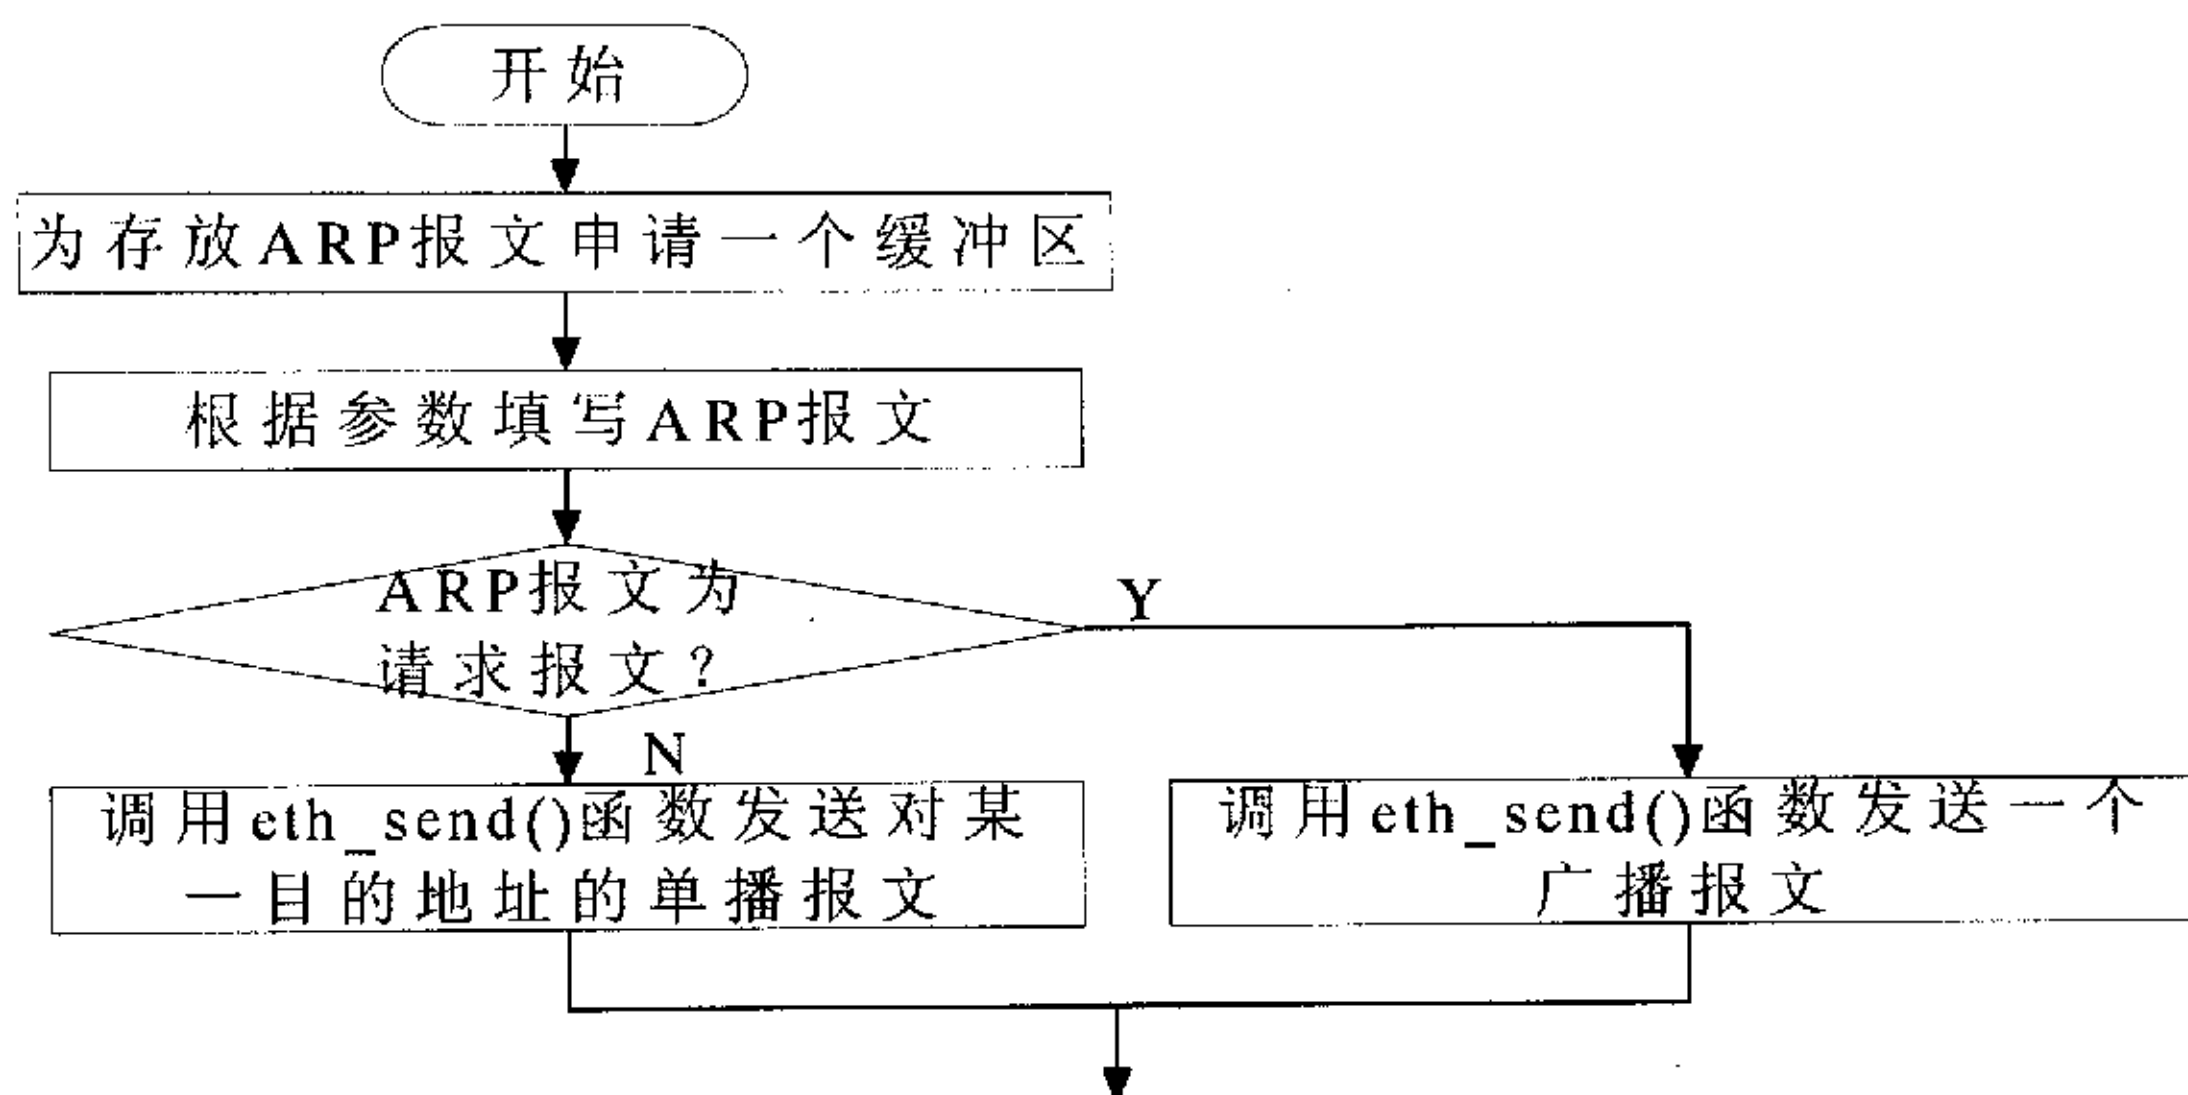 开始
为存放ARP报文申请一个缓冲区
根据参数填写ARP报文
ARP报文为
请求报文?
Y
N
调用eth_send()函数发送对某
一目的地址的单播报文
调用eth_send()函数发送一个
广播报文